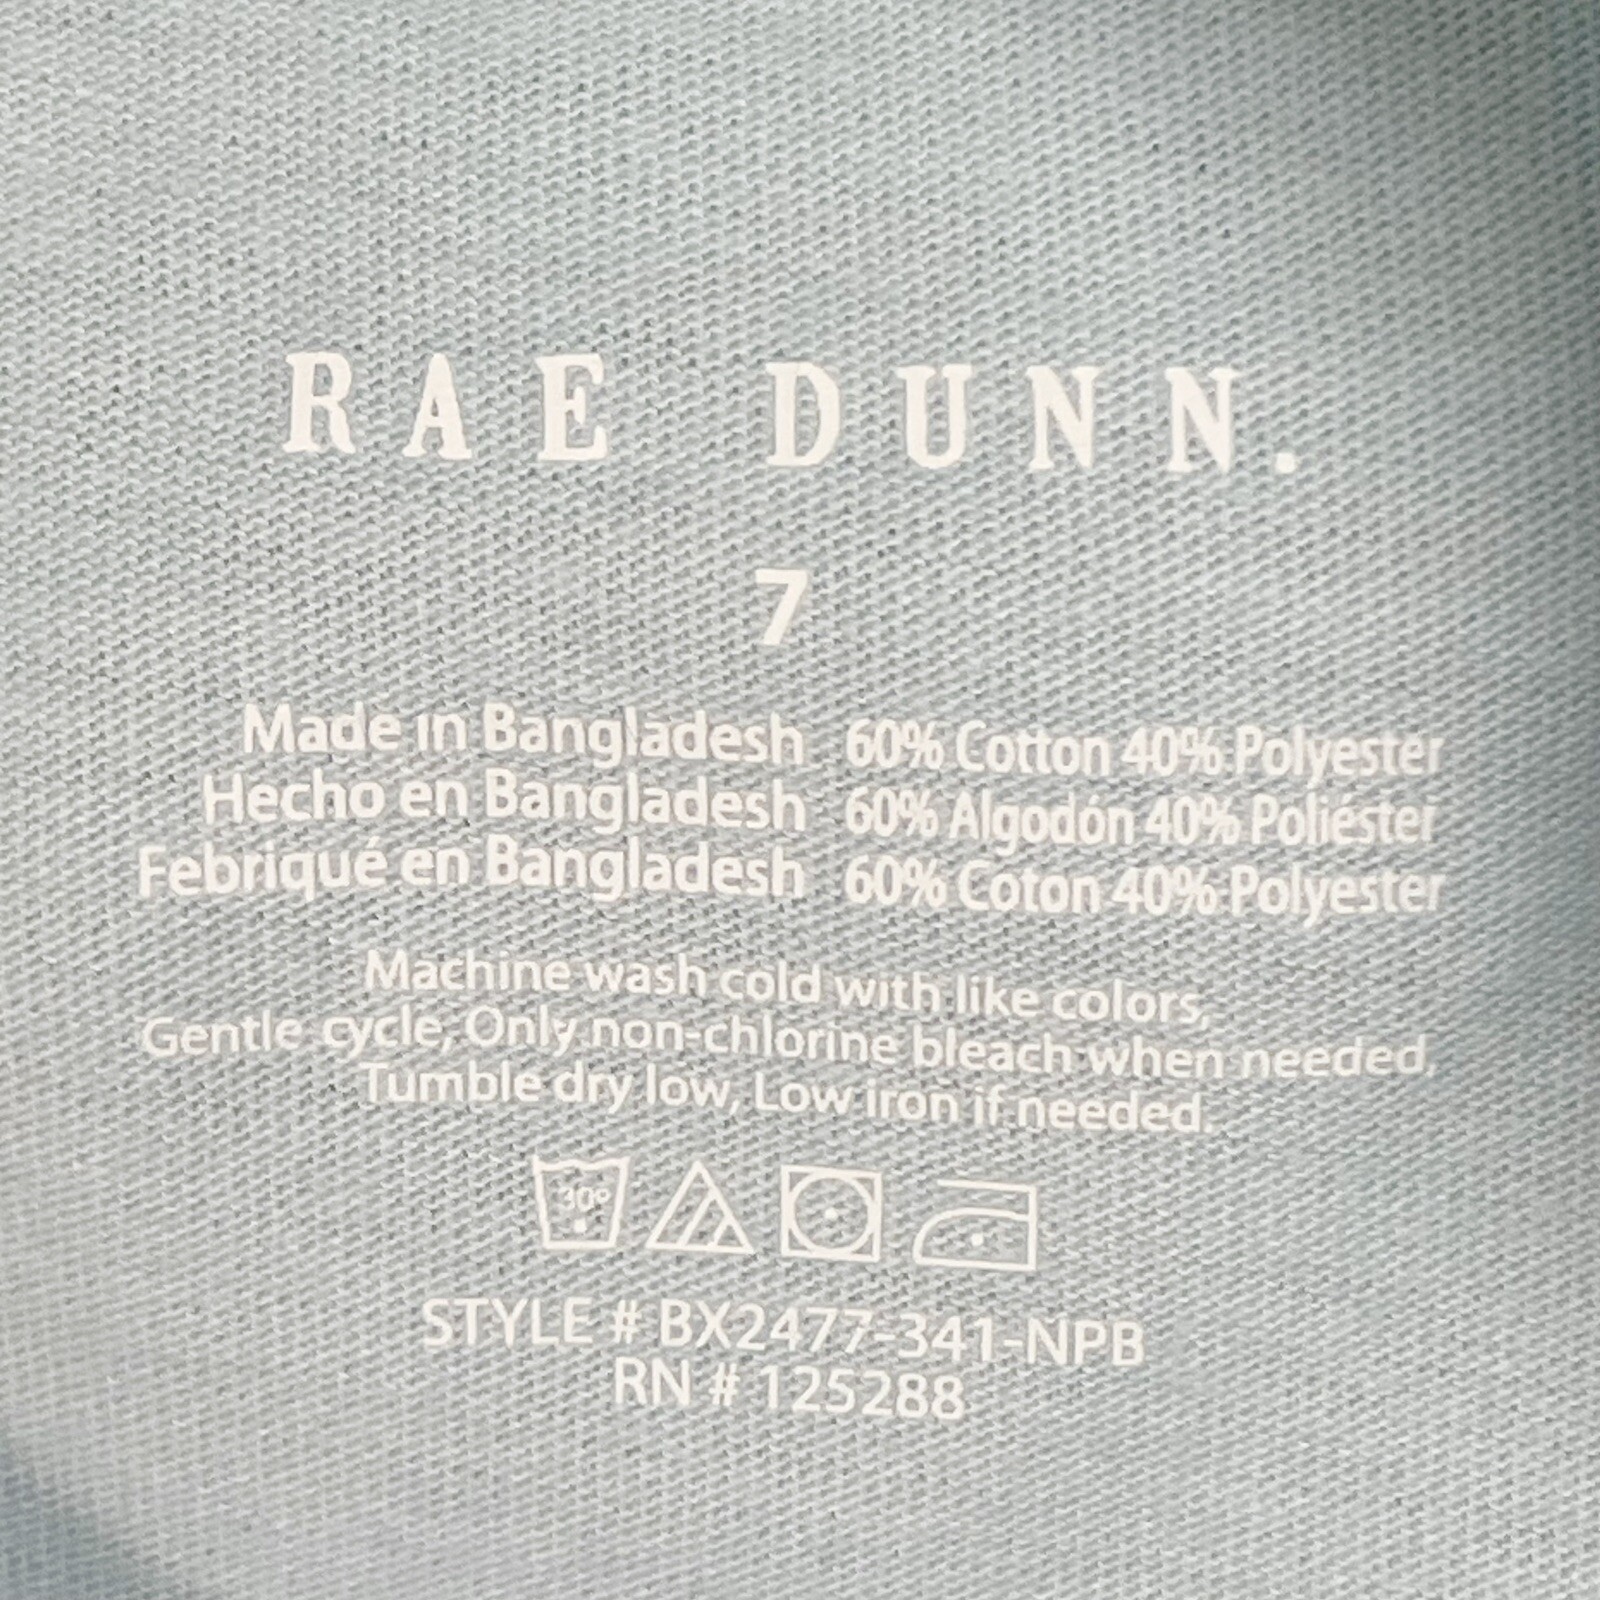 RAE DUNN.
7
Made in Bangladesh 60% Cotton 40% Polyester
Hecho en Bangladesh 60% Algodón 40% Poliéster
Febriqué en Bangladesh 60% Coton 40% Polyester
Machine wash cold with like colors,
Gentle cycle, Only non-chlorine bleach when needed,
Tumble dry low, Low iron if needed.
30º
STYLE # BX2477-341-NPB
RN # 125288